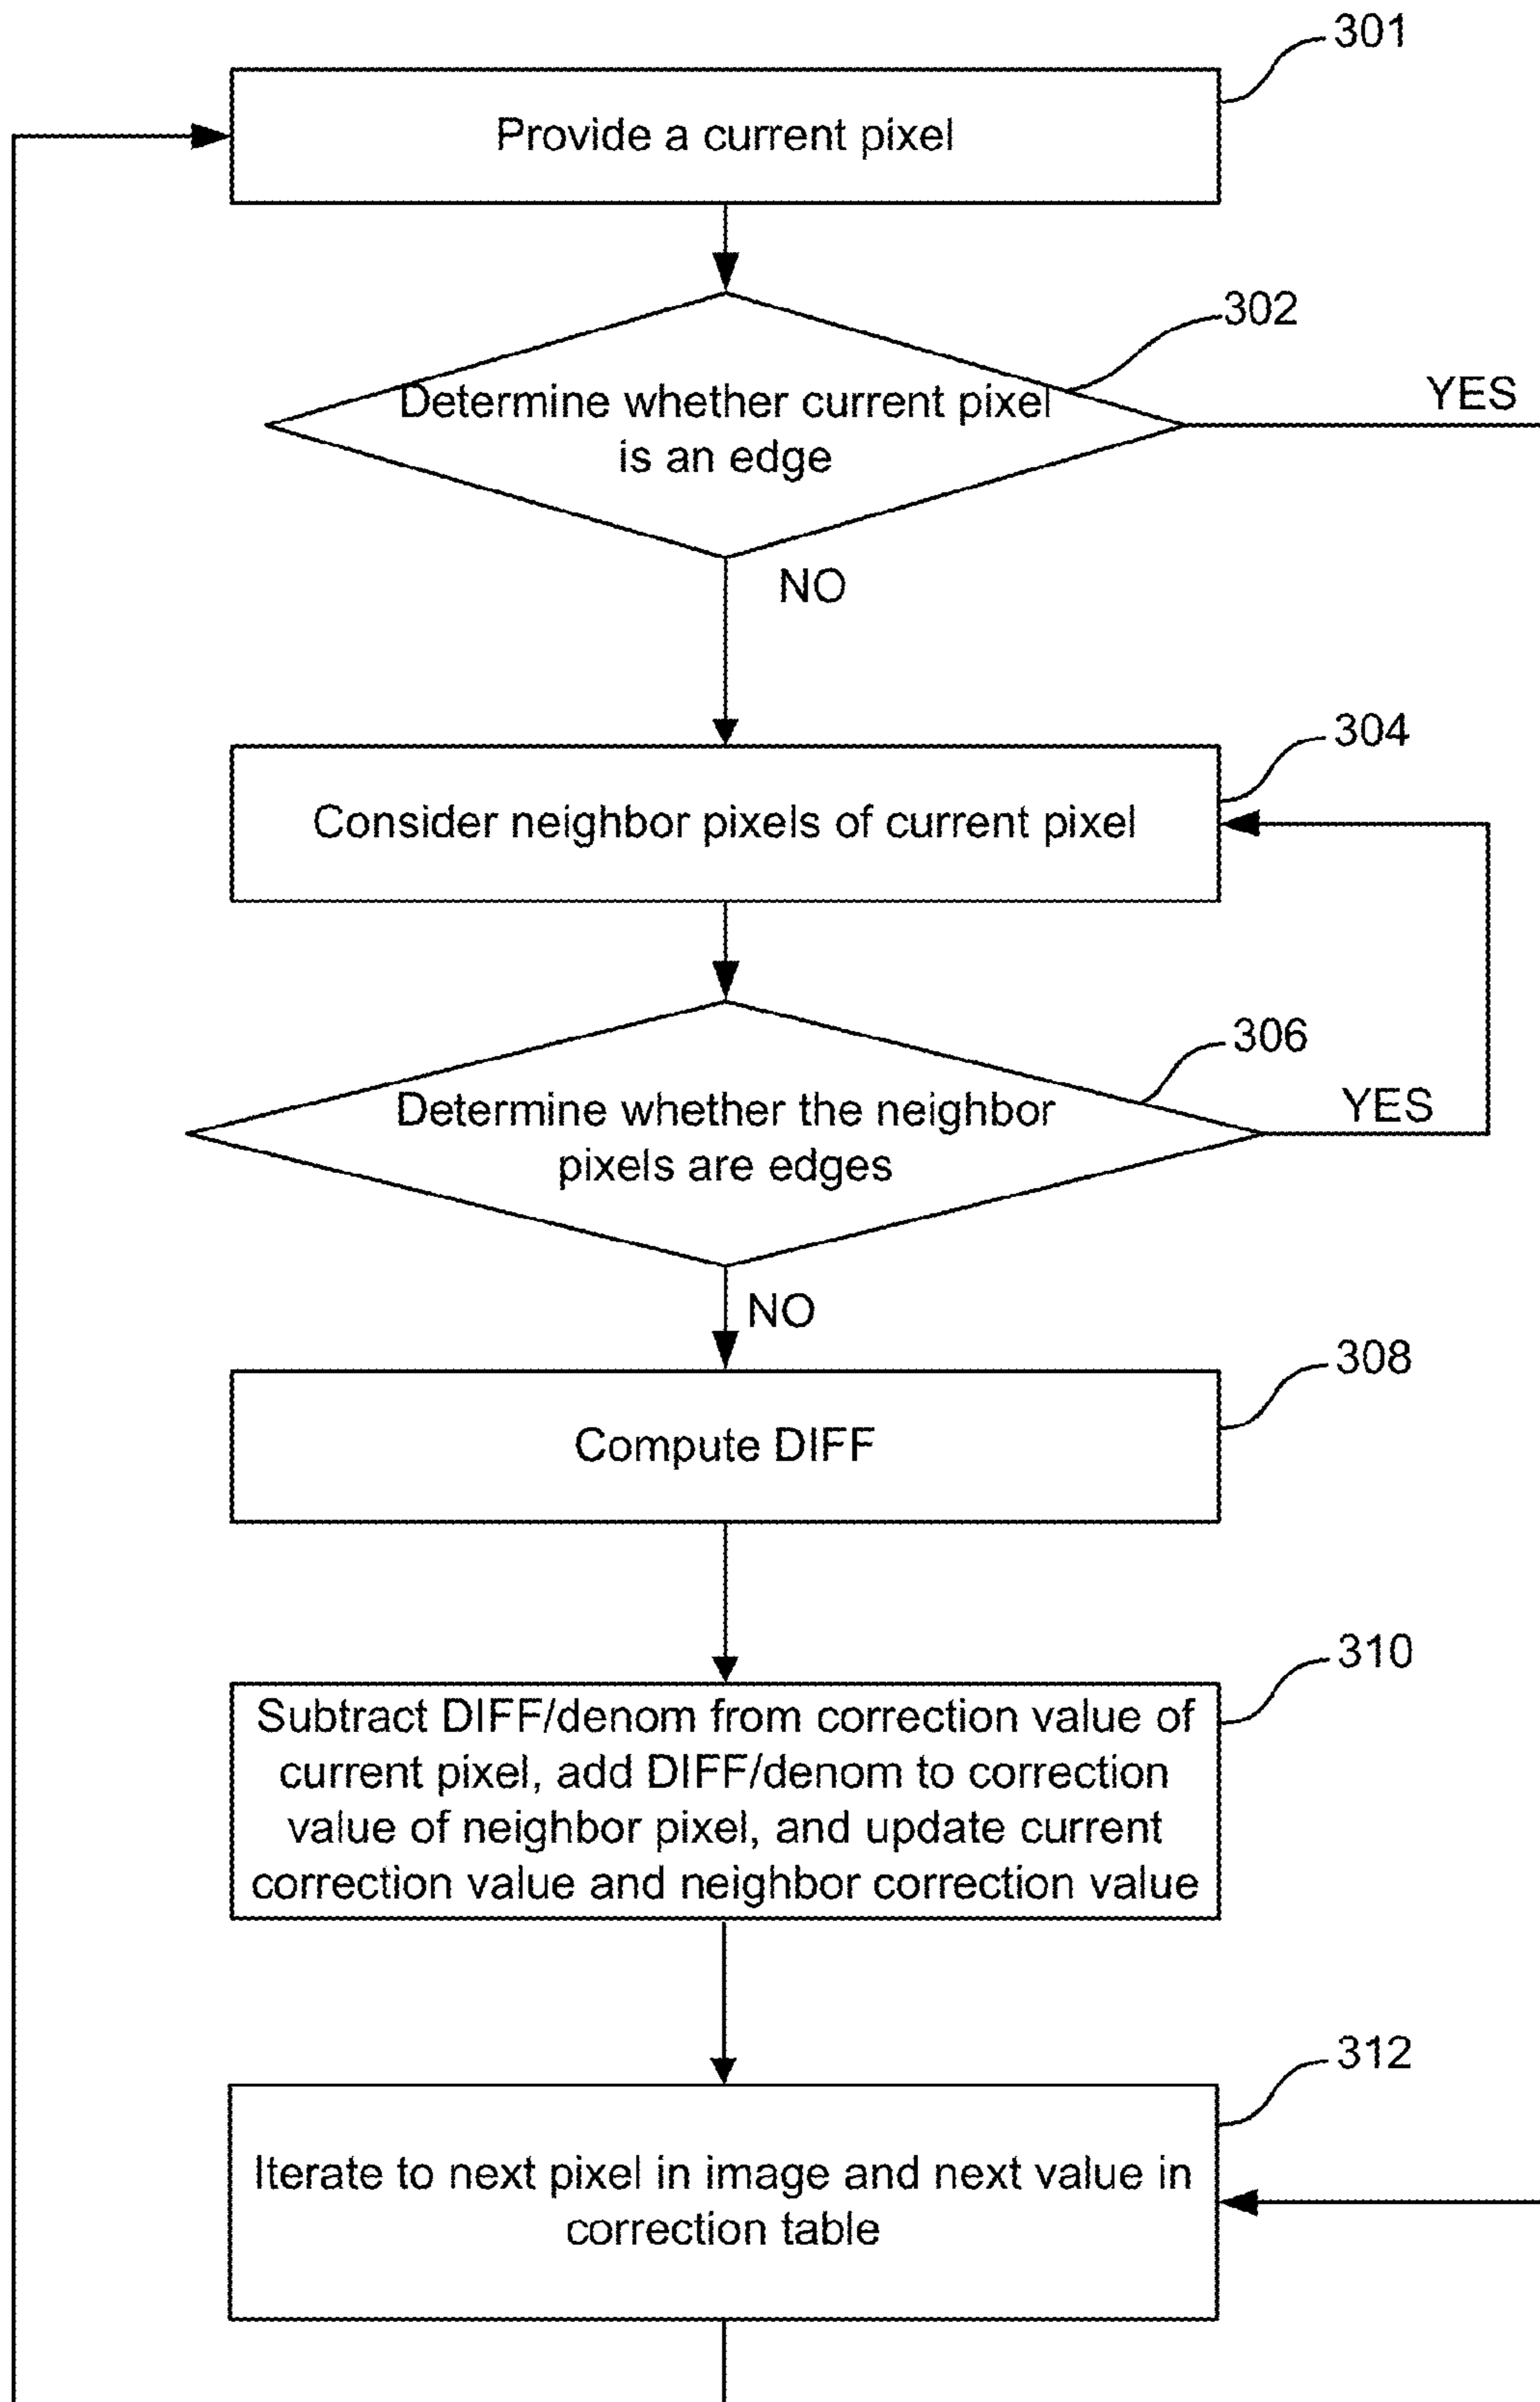 301
Provide a current pixel
302
Determine whether current pixel
is an edge
YES
NO
304
Consider neighbor pixels of current pixel
306
Determine whether the neighbor
pixels are edges
YES
NO
308
Compute DIFF
310
Subtract DIFF/denom from correction value of
current pixel, add DIFF/denom to correction
value of neighbor pixel, and update current
correction value and neighbor correction value
312
Iterate to next pixel in image and next value in
correction table